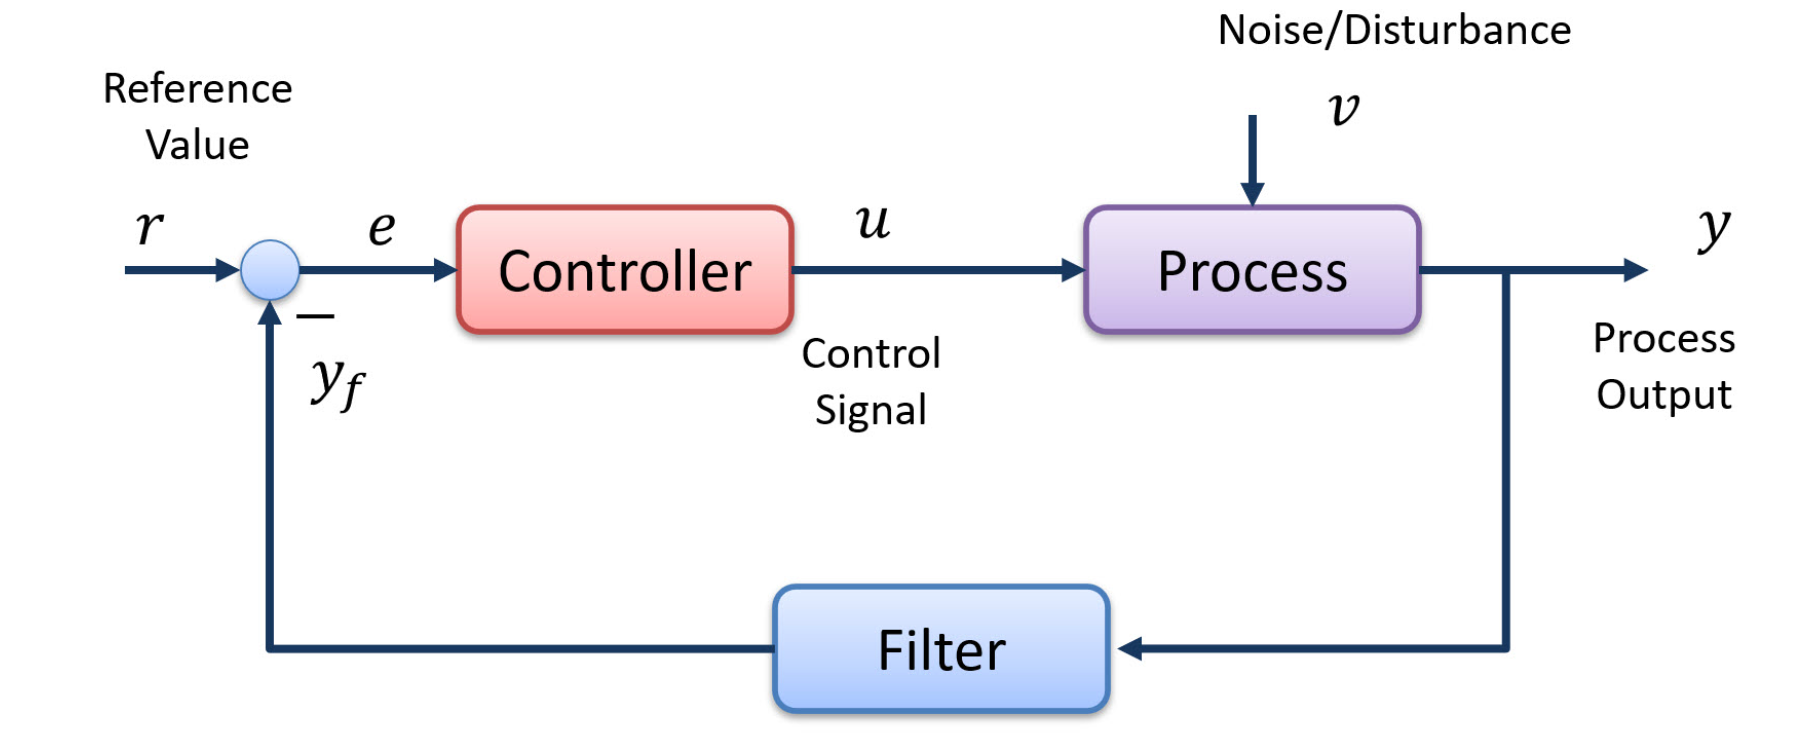 Noise/Disturbance
Reference
Value
v
r
e
u
y
Controller
Process
−
y_f
Control
Signal
Process
Output
Filter